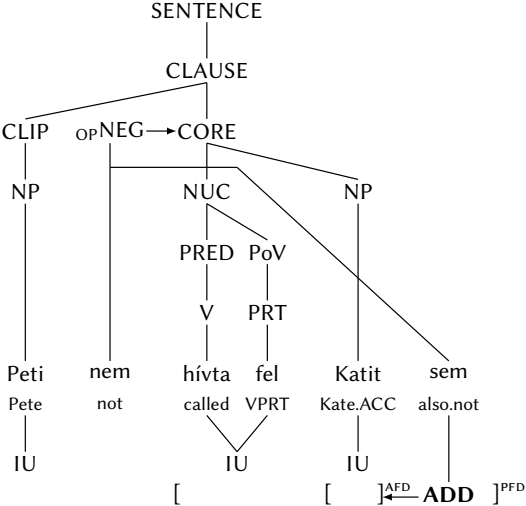 SENTENCE
CLAUSE
CLIP OPNEG CORE
NP NUC NP
PRED PoV
V PRT
Peti nem hívta fel Katit sem
Pete not called VPRT Kate.ACC also.not
IU IU IU
[ [ ]AFD ADD ]PFD